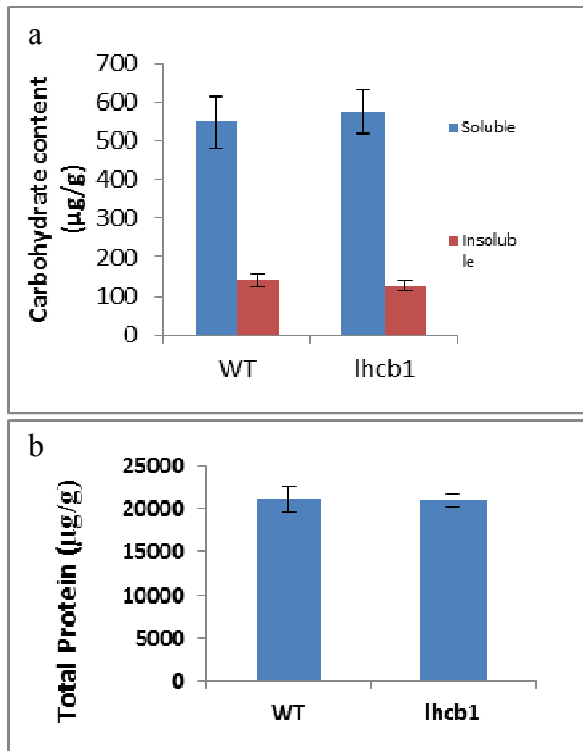 a
Carbohydrate content
(µg/g)
700
600
500
400
300
200
100
0
WT
lhcb1
Soluble
Insolub
le
b
Total Protein (µg/g)
25000
20000
15000
10000
5000
0
WT
lhcb1